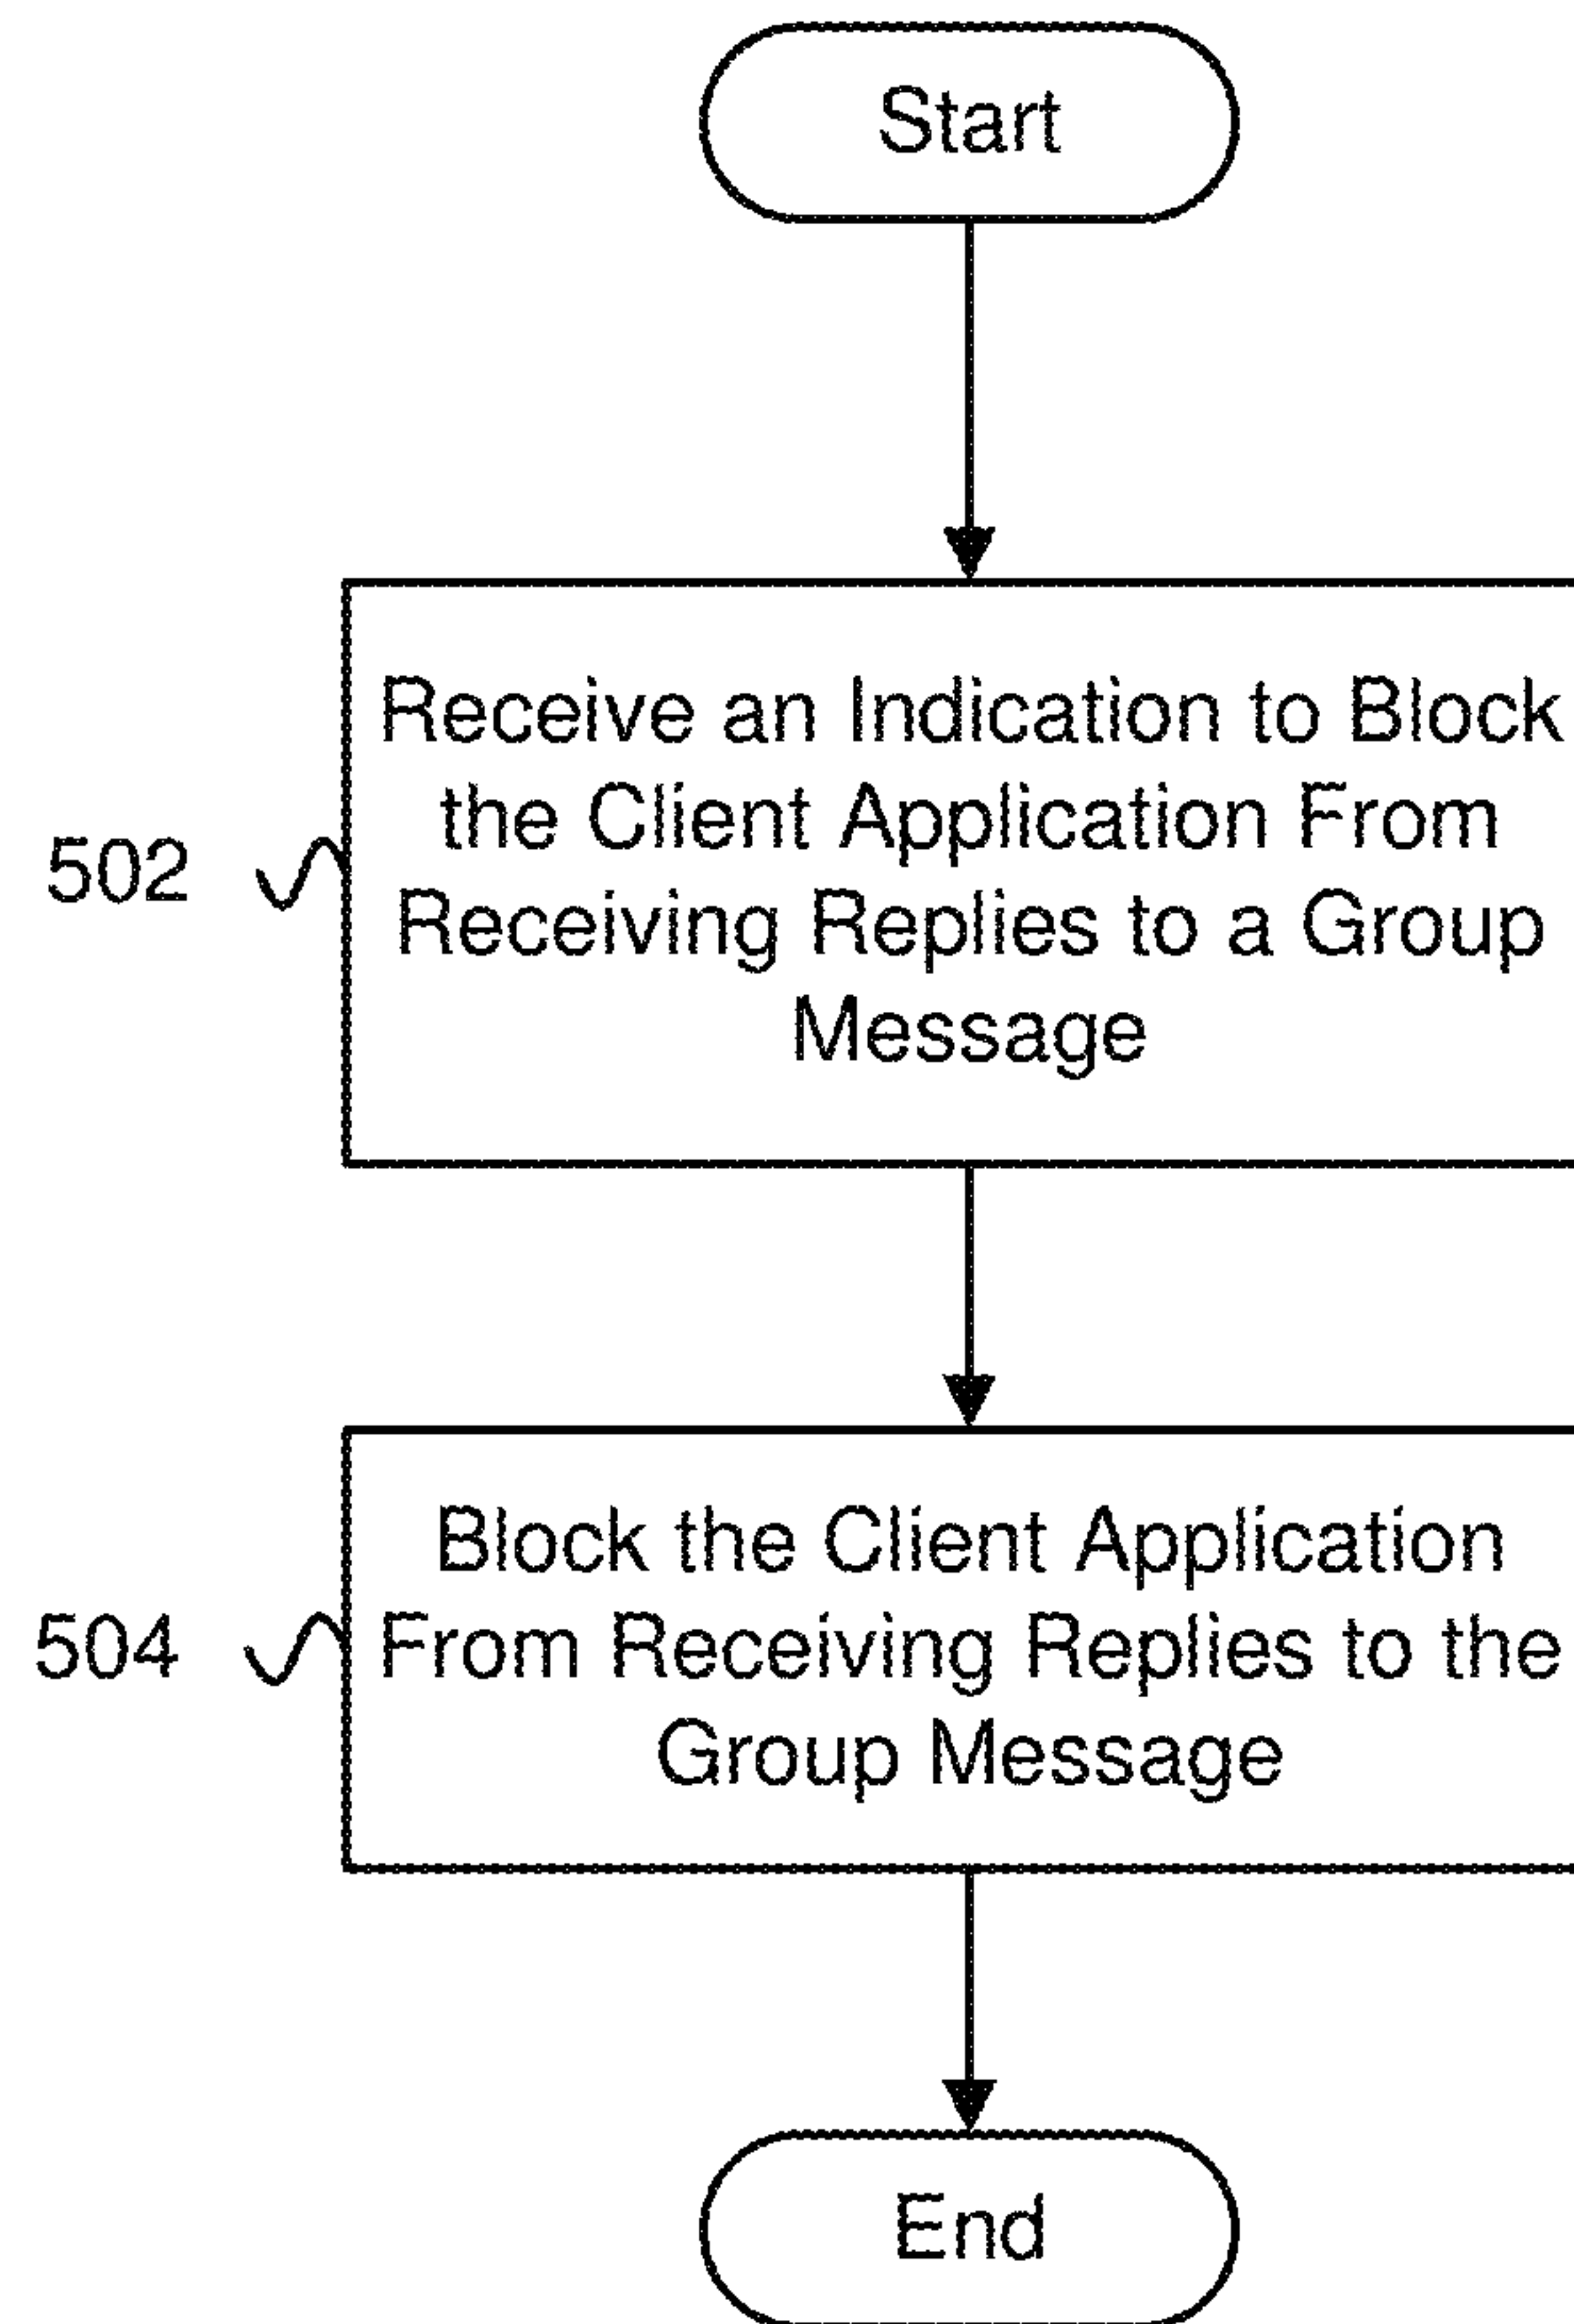 Start
Receive an Indication to Block
the Client Application From
Receiving Replies to a Group
Message
502
Block the Client Application
From Receiving Replies to the
Group Message
504
End